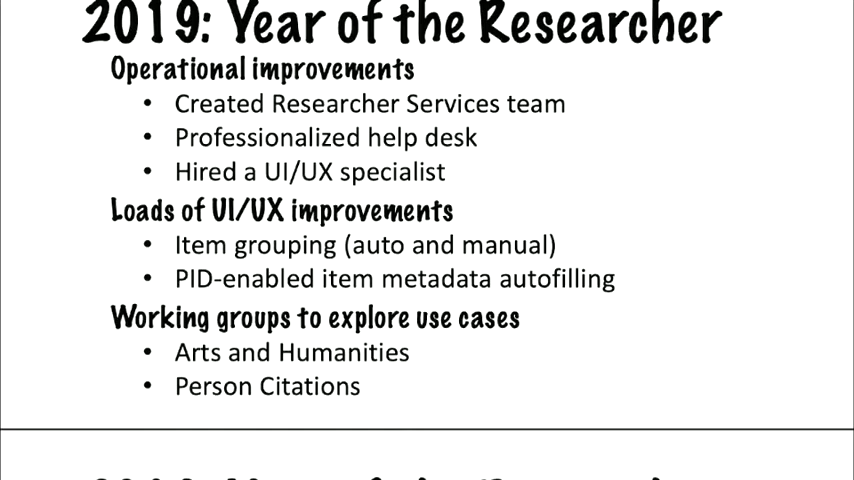 2019: Year of the Researcher
Operational improvements
• Created Researcher Services team
• Professionalized help desk
• Hired a UI/UX specialist
Loads of UI/UX improvements
• Item grouping (auto and manual)
• PID-enabled item metadata autofilling
Working groups to explore use cases
• Arts and Humanities
• Person Citations